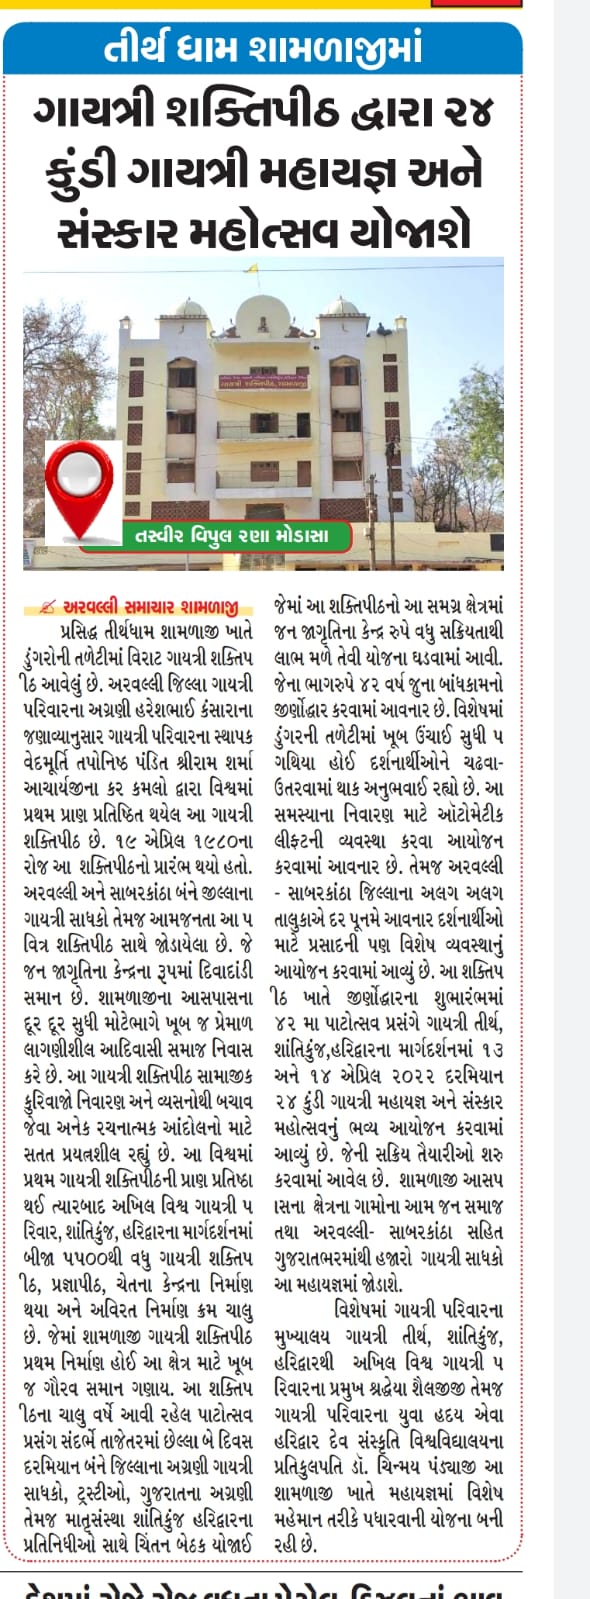 તીર્થ ધામ શામળાજીમાં
ગાયત્રી શક્તિપીઠ દ્વારા ૨૪
કુંડી ગાયત્રી મહાયજ્ઞ અને
સંસ્કાર મહોત્સવ યોજાશે
ગાયત્રી શક્તિપીઠ, શામળાજી
તસ્વીર વિપુલ રણા મોડાસા
અરવલ્લી સમાચાર શામળાજી
પ્રસિદ્ધ તીર્થધામ શામળાજી ખાતે
ડુંગરોની તળેટીમાં વિરાટ ગાયત્રી શક્તિપ
ીઠ આવેલું છે. અરવલ્લી જિલ્લા ગાયત્રી
પરિવારના અગ્રણી હરેશભાઈ કંસારાના
જણાવ્યાનુસાર ગાયત્રી પરિવારના સ્થાપક
વેદમૂર્તિ તપોનિષ્ઠ પંડિત શ્રીરામ શર્મા
આચાર્યજીના કર કમલો દ્વારા વિશ્વમાં
પ્રથમ પ્રાણ પ્રતિષ્ઠિત થયેલ આ ગાયત્રી
શક્તિપીઠ છે. ૧૯ એપ્રિલ ૧૯૮૦ના
રોજ આ શક્તિપીઠનો પ્રારંભ થયો હતો.
અરવલ્લી અને સાબરકાંઠા બંને જીલ્લાના
ગાયત્રી સાધકો તેમજ આમજનતા આ પ
વિત્ર શક્તિપીઠ સાથે જોડાયેલા છે. જે
જન જાગૃતિના કેન્દ્રના રૂપમાં દિવાદાંડી
સમાન છે. શામળાજીના આસપાસના
દૂર દૂર સુધી મોટેભાગે ખૂબ જ પ્રેમાળ
લાગણીશીલ આદિવાસી સમાજ નિવાસ
કરે છે. આ ગાયત્રી શક્તિપીઠ સામાજીક
કુરિવાજો નિવારણ અને વ્યસનોથી બચાવ
જેવા અનેક રચનાત્મક આંદોલનો માટે
સતત પ્રયત્નશીલ રહ્યું છે. આ વિશ્વમાં
પ્રથમ ગાયત્રી શક્તિપીઠની પ્રાણ પ્રતિષ્ઠા
થઈ ત્યારબાદ અખિલ વિશ્વ ગાયત્રી પ
રિવાર, શાંતિકુંજ, હરિદ્વારના માર્ગદર્શનમાં
બીજા ૫૫૦૦થી વધુ ગાયત્રી શક્તિપ
ીઠ, પ્રજ્ઞાપીઠ, ચેતના કેન્દ્રના નિર્માણ
થયા અને અવિરત નિર્માણ ક્રમ ચાલુ
છે. જેમાં શામળાજી ગાયત્રી શક્તિપીઠ
પ્રથમ નિર્માણ હોઈ આ ક્ષેત્ર માટે ખૂબ
જ ગૌરવ સમાન ગણાય. આ શક્તિપ
ીઠના ચાલુ વર્ષે આવી રહેલ પાટોત્સવ
પ્રસંગ સંદર્ભે તાજેતરમાં છેલ્લા બે દિવસ
દરમિયાન બંને જિલ્લાના અગ્રણી ગાયત્રી
સાધકો, ટ્રસ્ટીઓ, ગુજરાતના અગ્રણી
તેમજ માતૃસંસ્થા શાંતિકુંજ હરિદ્વારના
પ્રતિનિધીઓ સાથે ચિંતન બેઠક યોજાઈ
જેમાં આ શક્તિપીઠનો આ સમગ્ર ક્ષેત્રમાં
જન જાગૃતિના કેન્દ્ર રુપે વધુ સક્રિયતાથી
લાભ મળે તેવી યોજના ઘડવામાં આવી.
જેના ભાગરુપે ૪૨ વર્ષ જુના બાંધકામનો
જીર્ણોદ્ધાર કરવામાં આવનાર છે. વિશેષમાં
ડુંગરની તળેટીમાં ખૂબ ઉંચાઈ સુધી પ
ગથિયા હોઈ દર્શનાર્થીઓને ચઢવા-
ઉતરવામાં થાક અનુભવાઈ રહ્યો છે. આ
સમસ્યાના નિવારણ માટે ઑટોમેટીક
લીફ્ટની વ્યવસ્થા કરવા આયોજન
કરવામાં આવનાર છે. તેમજ અરવલ્લી
- સાબરકાંઠા જિલ્લાના અલગ અલગ
તાલુકાએ દર પૂનમે આવનાર દર્શનાર્થીઓ
માટે પ્રસાદની પણ વિશેષ વ્યવસ્થાનું
આયોજન કરવામાં આવ્યું છે. આ શક્તિપ
ીઠ ખાતે જીર્ણોદ્ધારના શુભારંભમાં
૪૨ મા પાટોત્સવ પ્રસંગે ગાયત્રી તીર્થ,
શાંતિકુંજ,હરિદ્વારના માર્ગદર્શનમાં ૧૩
અને ૧૪ એપ્રિલ ૨૦૨૨ દરમિયાન
૨૪ કુંડી ગાયત્રી મહાયજ્ઞ અને સંસ્કાર
મહોત્સવનું ભવ્ય આયોજન કરવામાં
આવ્યું છે. જેની સક્રિય તૈયારીઓ શરુ
કરવામાં આવેલ છે. શામળાજી આસપ
ાસના ક્ષેત્રના ગામોના આમ જન સમાજ
તથા અરવલ્લી- સાબરકાંઠા સહિત
ગુજરાતભરમાંથી હજારો ગાયત્રી સાધકો
આ મહાયજ્ઞમાં જોડાશે.
વિશેષમાં ગાયત્રી પરિવારના
મુખ્યાલય ગાયત્રી તીર્થ, શાંતિકુંજ,
હરિદ્વારથી અખિલ વિશ્વ ગાયત્રી પ
રિવારના પ્રમુખ શ્રદ્ધેયા શૈલજીજી તેમજ
ગાયત્રી પરિવારના યુવા હૃદય એવા
હરિદ્વાર દેવ સંસ્કૃતિ વિશ્વવિદ્યાલયના
પ્રતિકુલપતિ ડૉ. ચિન્મય પંડ્યાજી આ
શામળાજી ખાતે મહાયજ્ઞમાં વિશેષ
મહેમાન તરીકે પધારવાની યોજના બની
રહી છે.